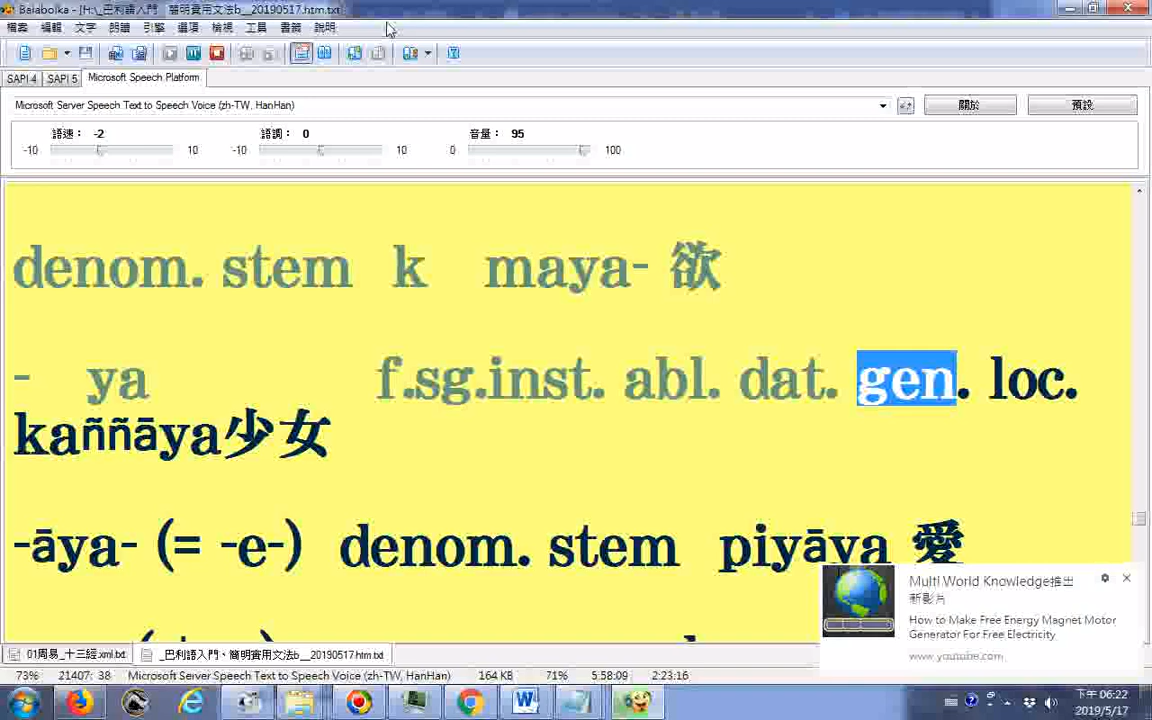 Balabolka - [H:\_巴利語入門、簡明實用文法b__20190517.htm.txt]
檔案 編輯 文字 朗讀 引擎 選項 檢視 工具 書籤 說明
SAPI 4 SAPI 5 Microsoft Speech Platform
Microsoft Server Speech Text to Speech Voice (zh-TW, HanHan) 關於 預設
語速： -2 語調： 0 音量： 95
-10 10 -10 10 0 100
denom. stem k maya- 欲
- ya f.sg.inst. abl. dat. gen. loc.
kaññāya少女
-āya- (= -e-) denom. stem piyāya 愛
Multi World Knowledge推出
新影片
How to Make Free Energy Magnet Motor
Generator For Free Electricity
www.youtube.com
01周易_十三經.xml.txt _巴利語入門、簡明實用文法b__20190517.htm.txt
73% 21407: 38 Microsoft Server Speech Text to Speech Voice (zh-TW, HanHan) 164 KB 71% 5:58:09 2:23:16
下午 06:22
2019/5/17